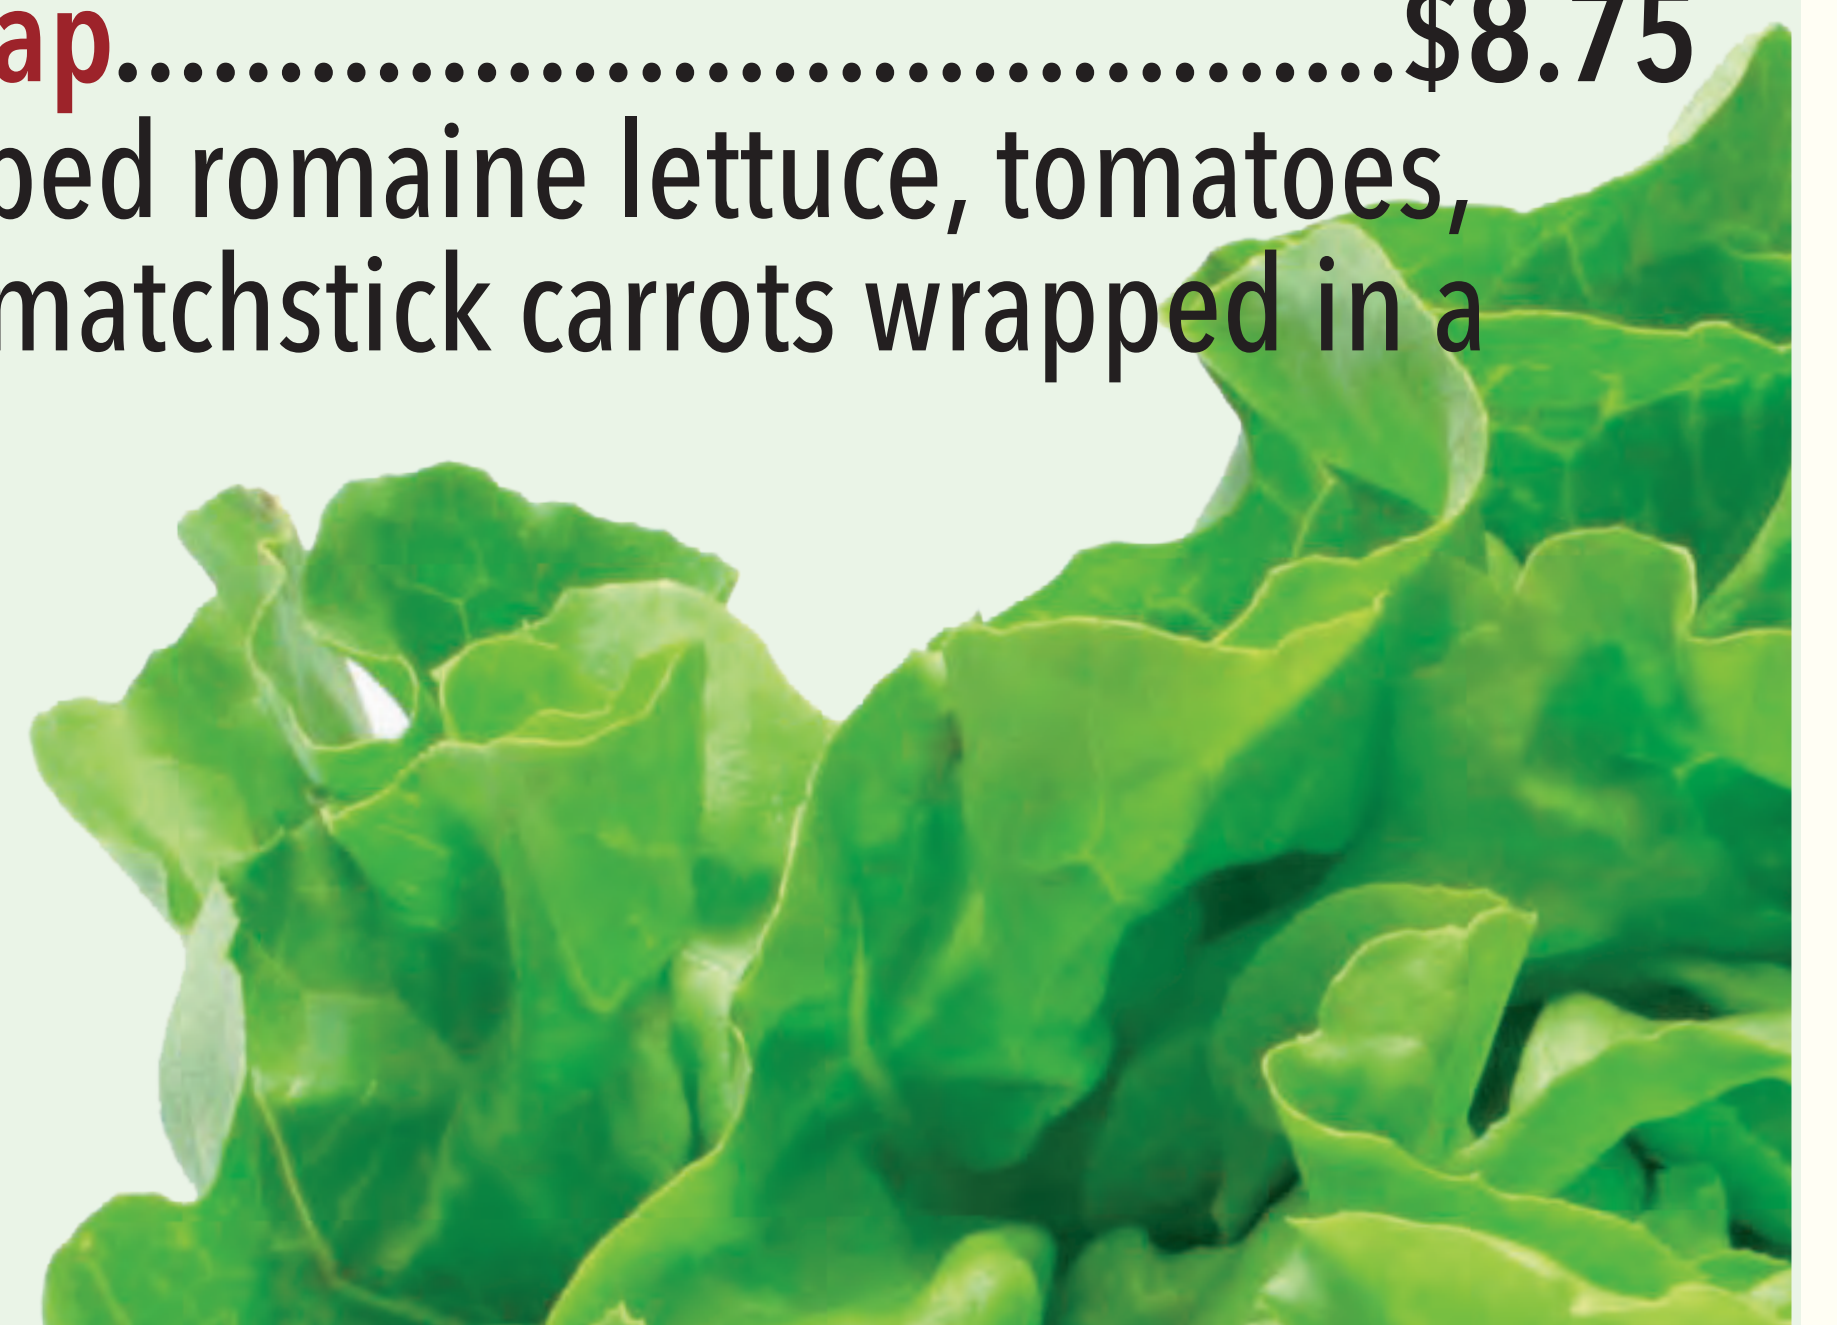 ap.......................................$8.75
ped romaine lettuce, tomatoes,
matchstick carrots wrapped in a